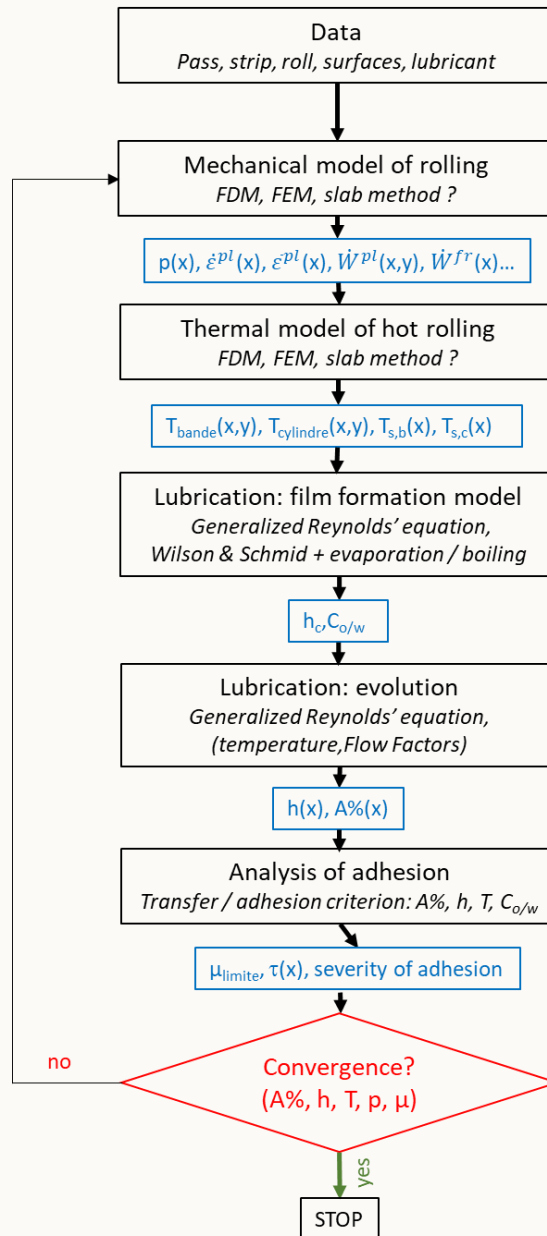 Data
Pass, strip, roll, surfaces, lubricant
Mechanical model of rolling
FDM, FEM, slab method ?
p(x), ε̇ᵖˡ(x), εᵖˡ(x), Ẇᵖˡ(x,y), Ẇᶠʳ(x)...
Thermal model of hot rolling
FDM, FEM, slab method ?
T_bande(x,y), T_cylindre(x,y), T_s,b(x), T_s,c(x)
Lubrication: film formation model
Generalized Reynolds' equation,
Wilson & Schmid + evaporation / boiling
h_c,C_o/w
Lubrication: evolution
Generalized Reynolds' equation,
(temperature,Flow Factors)
h(x), A%(x)
Analysis of adhesion
Transfer / adhesion criterion: A%, h, T, C_o/w
μ_limite, τ(x), severity of adhesion
no
Convergence?
(A%, h, T, p, μ)
yes
STOP